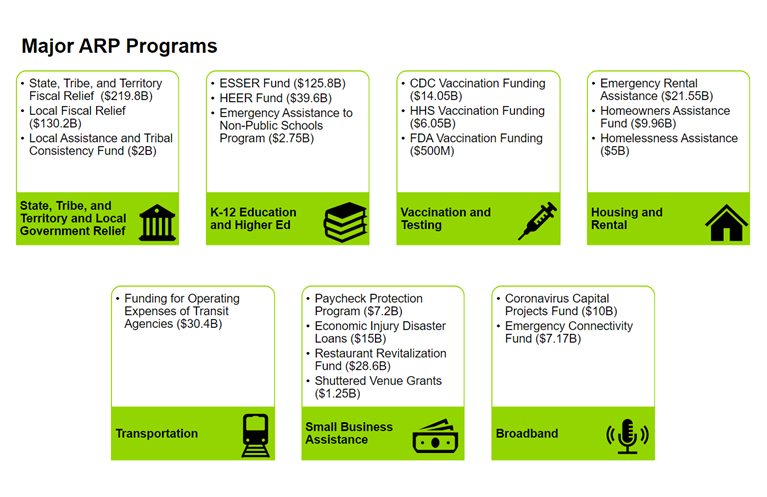 Major ARP Programs
• State, Tribe, and Territory
Fiscal Relief ($219.8B)
• Local Fiscal Relief
($130.2B)
• Local Assistance and Tribal
Consistency Fund ($2B)
State, Tribe, and
Territory and Local
Government Relief
• ESSER Fund ($125.8B)
• HEER Fund ($39.6B)
• Emergency Assistance to
Non-Public Schools
Program ($2.75B)
K-12 Education
and Higher Ed
• CDC Vaccination Funding
($14.05B)
• HHS Vaccination Funding
($6.05B)
• FDA Vaccination Funding
($500M)
Vaccination and
Testing
• Emergency Rental
Assistance ($21.55B)
• Homeowners Assistance
Fund ($9.96B)
• Homelessness Assistance
($5B)
Housing and
Rental
• Funding for Operating
Expenses of Transit
Agencies ($30.4B)
Transportation
• Paycheck Protection
Program ($7.2B)
• Economic Injury Disaster
Loans ($15B)
• Restaurant Revitalization
Fund ($28.6B)
• Shuttered Venue Grants
($1.25B)
Small Business
Assistance
• Coronavirus Capital
Projects Fund ($10B)
• Emergency Connectivity
Fund ($7.17B)
Broadband